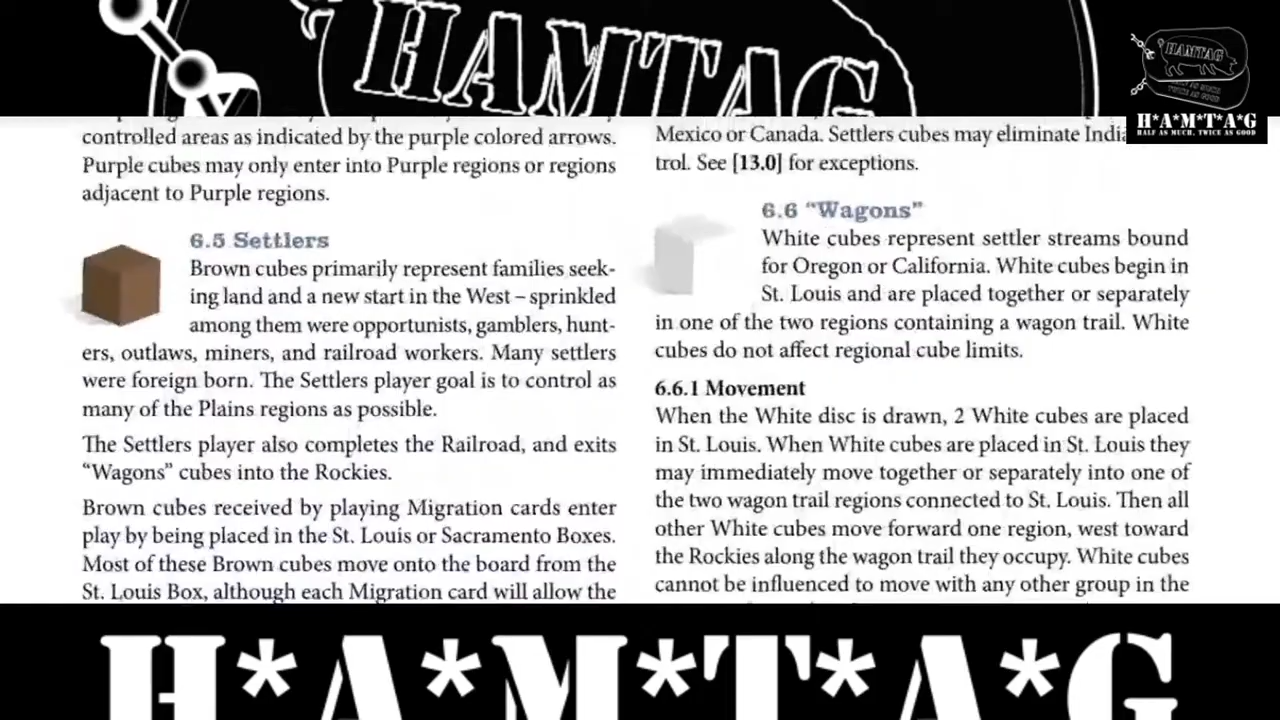 HAMTAG
HAMTAG
H*A*M*T*A*G
HALF AS MUCH, TWICE AS GOOD
controlled areas as indicated by the purple colored arrows.
Purple cubes may only enter into Purple regions or regions
adjacent to Purple regions.
6.5 Settlers
Brown cubes primarily represent families seek-
ing land and a new start in the West – sprinkled
among them were opportunists, gamblers, hunt-
ers, outlaws, miners, and railroad workers. Many settlers
were foreign born. The Settlers player goal is to control as
many of the Plains regions as possible.
The Settlers player also completes the Railroad, and exits
“Wagons” cubes into the Rockies.
Brown cubes received by playing Migration cards enter
play by being placed in the St. Louis or Sacramento Boxes.
Most of these Brown cubes move onto the board from the
St. Louis Box, although each Migration card will allow the
Mexico or Canada. Settlers cubes may eliminate
trol. See [13.0] for exceptions.
6.6 “Wagons”
White cubes represent settler streams bound
for Oregon or California. White cubes begin in
St. Louis and are placed together or separately
in one of the two regions containing a wagon trail. White
cubes do not affect regional cube limits.
6.6.1 Movement
When the White disc is drawn, 2 White cubes are placed
in St. Louis. When White cubes are placed in St. Louis they
may immediately move together or separately into one of
the two wagon trail regions connected to St. Louis. Then all
other White cubes move forward one region, west toward
the Rockies along the wagon trail they occupy. White cubes
cannot be influenced to move with any other group in the
H*A*M*T*A*G